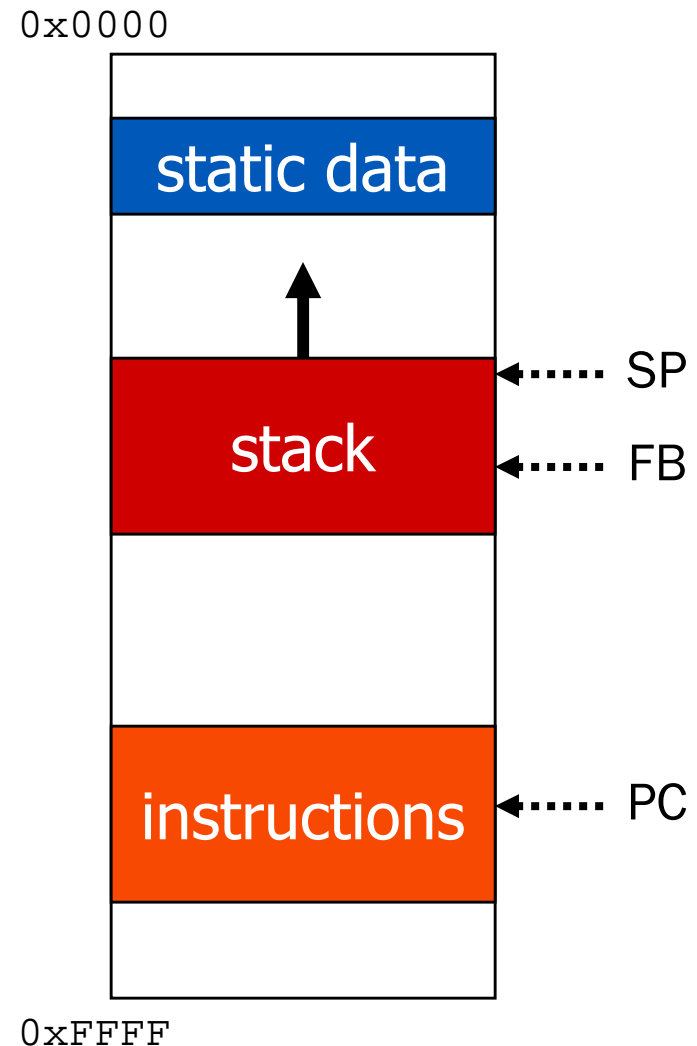 0x0000
static data
SP
stack
FB
instructions
PC
0xFFFF